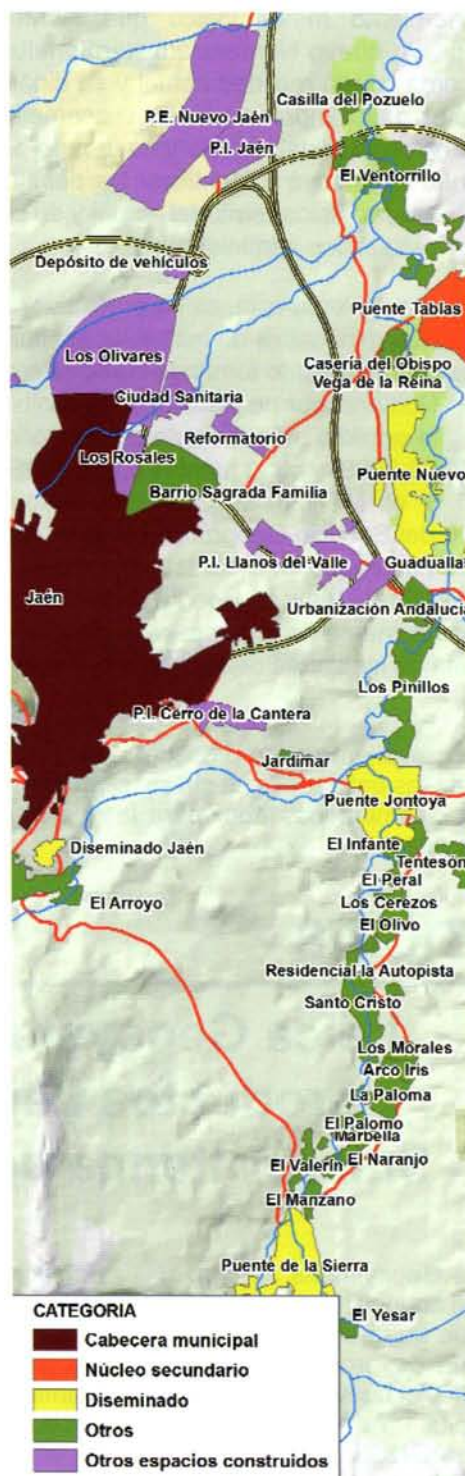 Casilla del Pozuelo
P.E. Nuevo Jaén
P.I. Jaén
El Ventorrillo
Depósito de vehículos
Puente Tablas
Los Olivares
Casería del Obispo
Vega de la Reina
Ciudad Sanitaria
Reformatorio
Los Rosales
Puente Nuevo
Barrio Sagrada Familia
P.I. Llanos del Valle
Guadualla
Jaén
Urbanización Andalucía
Los Pinillos
P.I. Cerro de la Cantera
Jardimar
Puente Jontoya
Diseminado Jaén
El Infante
Tentesón
El Peral
El Arroyo
Los Cerezos
El Olivo
Residencial la Autopista
Santo Cristo
Los Morales
Arco Iris
La Paloma
El Palomo
Marbella
El Valerín
El Naranjo
El Manzano
Puente de la Sierra
El Yesar
CATEGORIA
Cabecera municipal
Núcleo secundario
Diseminado
Otros
Otros espacios construidos